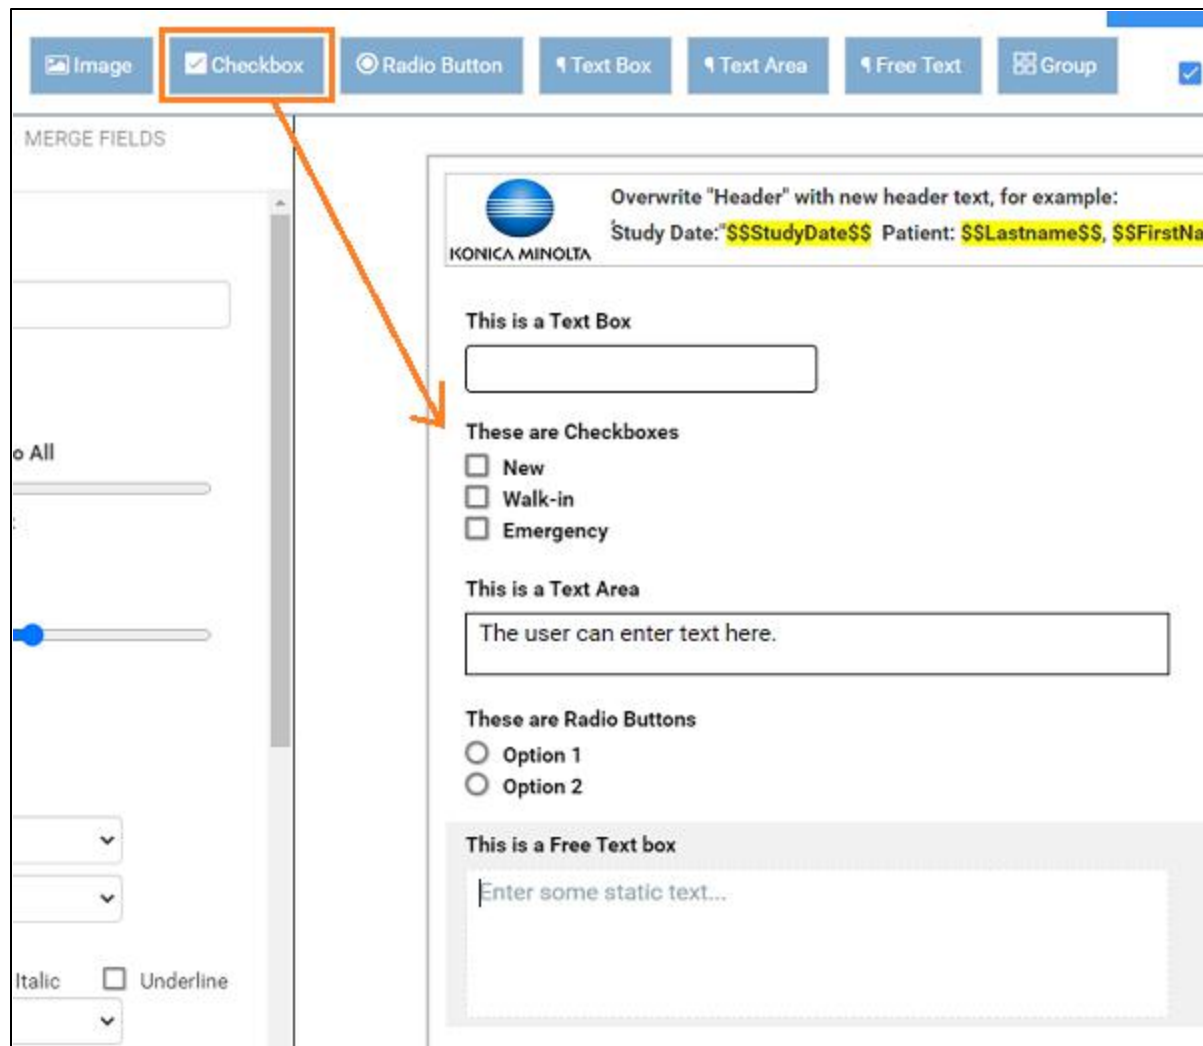 Image Checkbox Radio Button ¶ Text Box ¶ Text Area ¶ Free Text Group
MERGE FIELDS
KONICA MINOLTA
Overwrite "Header" with new header text, for example:
Study Date:"$$StudyDate$$ Patient: $$Lastname$$, $$FirstNa
This is a Text Box
These are Checkboxes
o All
New
Walk-in
Emergency
This is a Text Area
The user can enter text here.
These are Radio Buttons
Option 1
Option 2
This is a Free Text box
Enter some static text...
Italic Underline